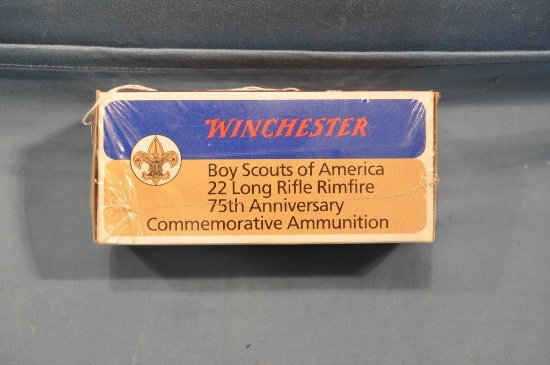 WINCHESTER
Boy Scouts of America
22 Long Rifle Rimfire
75th Anniversary
Commemorative Ammunition